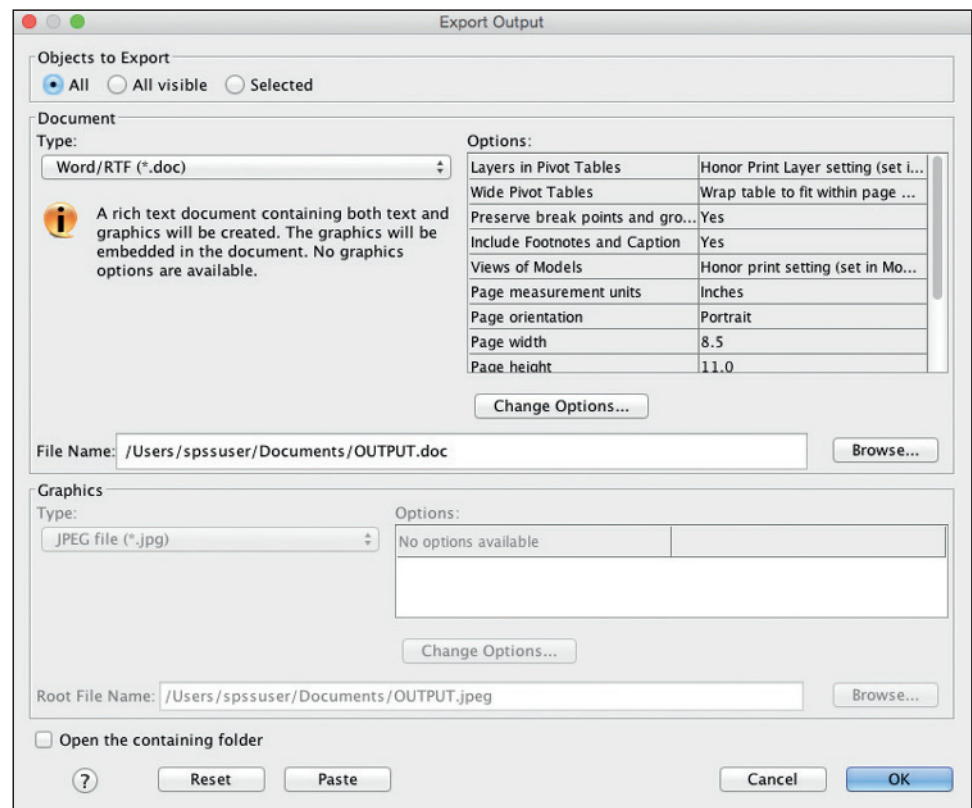 Export Output
Objects to Export
All All visible Selected
Document
Type:
Word/RTF (*.doc)
A rich text document containing both text and
graphics will be created. The graphics will be
embedded in the document. No graphics
options are available.
Options:
Layers in Pivot Tables Honor Print Layer setting (set i...
Wide Pivot Tables Wrap table to fit within page ...
Preserve break points and gro... Yes
Include Footnotes and Caption Yes
Views of Models Honor print setting (set in Mo...
Page measurement units Inches
Page orientation Portrait
Page width 8.5
Page height 11.0
Change Options...
File Name: /Users/spssuser/Documents/OUTPUT.doc Browse...
Graphics
Type:
JPEG file (*.jpg)
Options:
No options available
Change Options...
Root File Name: /Users/spssuser/Documents/OUTPUT.jpeg Browse...
Open the containing folder
? Reset Paste Cancel OK